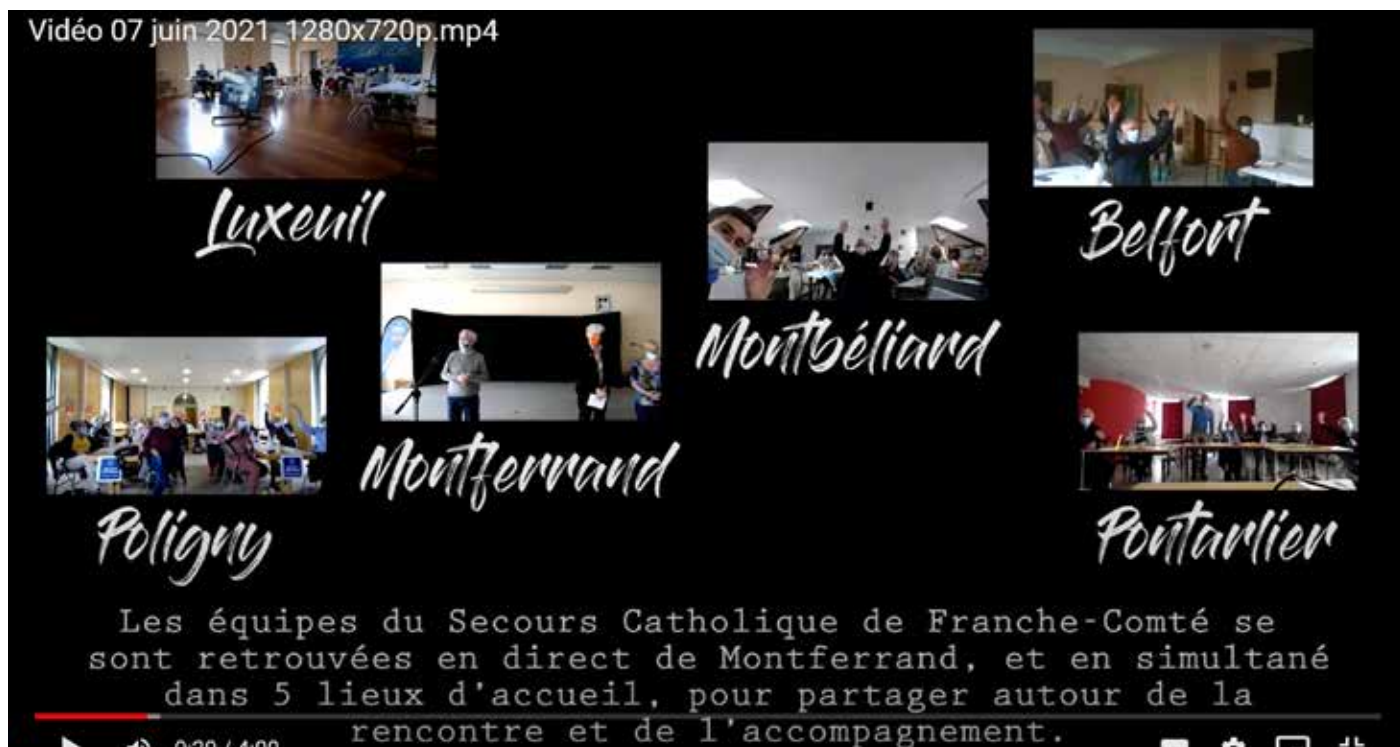 Vidéo 07 juin 2021_1280x720p.mp4
Luxeuil
Belfort
Montbéliard
Montferrand
Poligny
Pontarlier
Les équipes du Secours Catholique de Franche-Comté se
sont retrouvées en direct de Montferrand, et en simultané
dans 5 lieux d'accueil, pour partager autour de la
rencontre et de l'accompagnement.